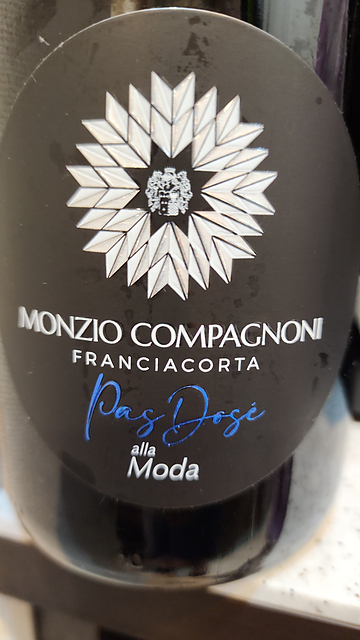 MONZIO COMPAGNONI
FRANCIACORTA
Pas Dosé
alla
Moda